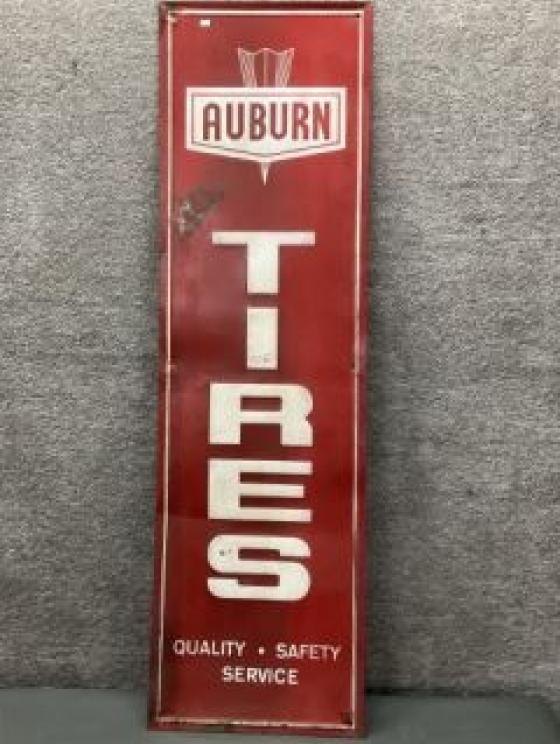 AUBURN
TIRES
QUALITY • SAFETY
SERVICE